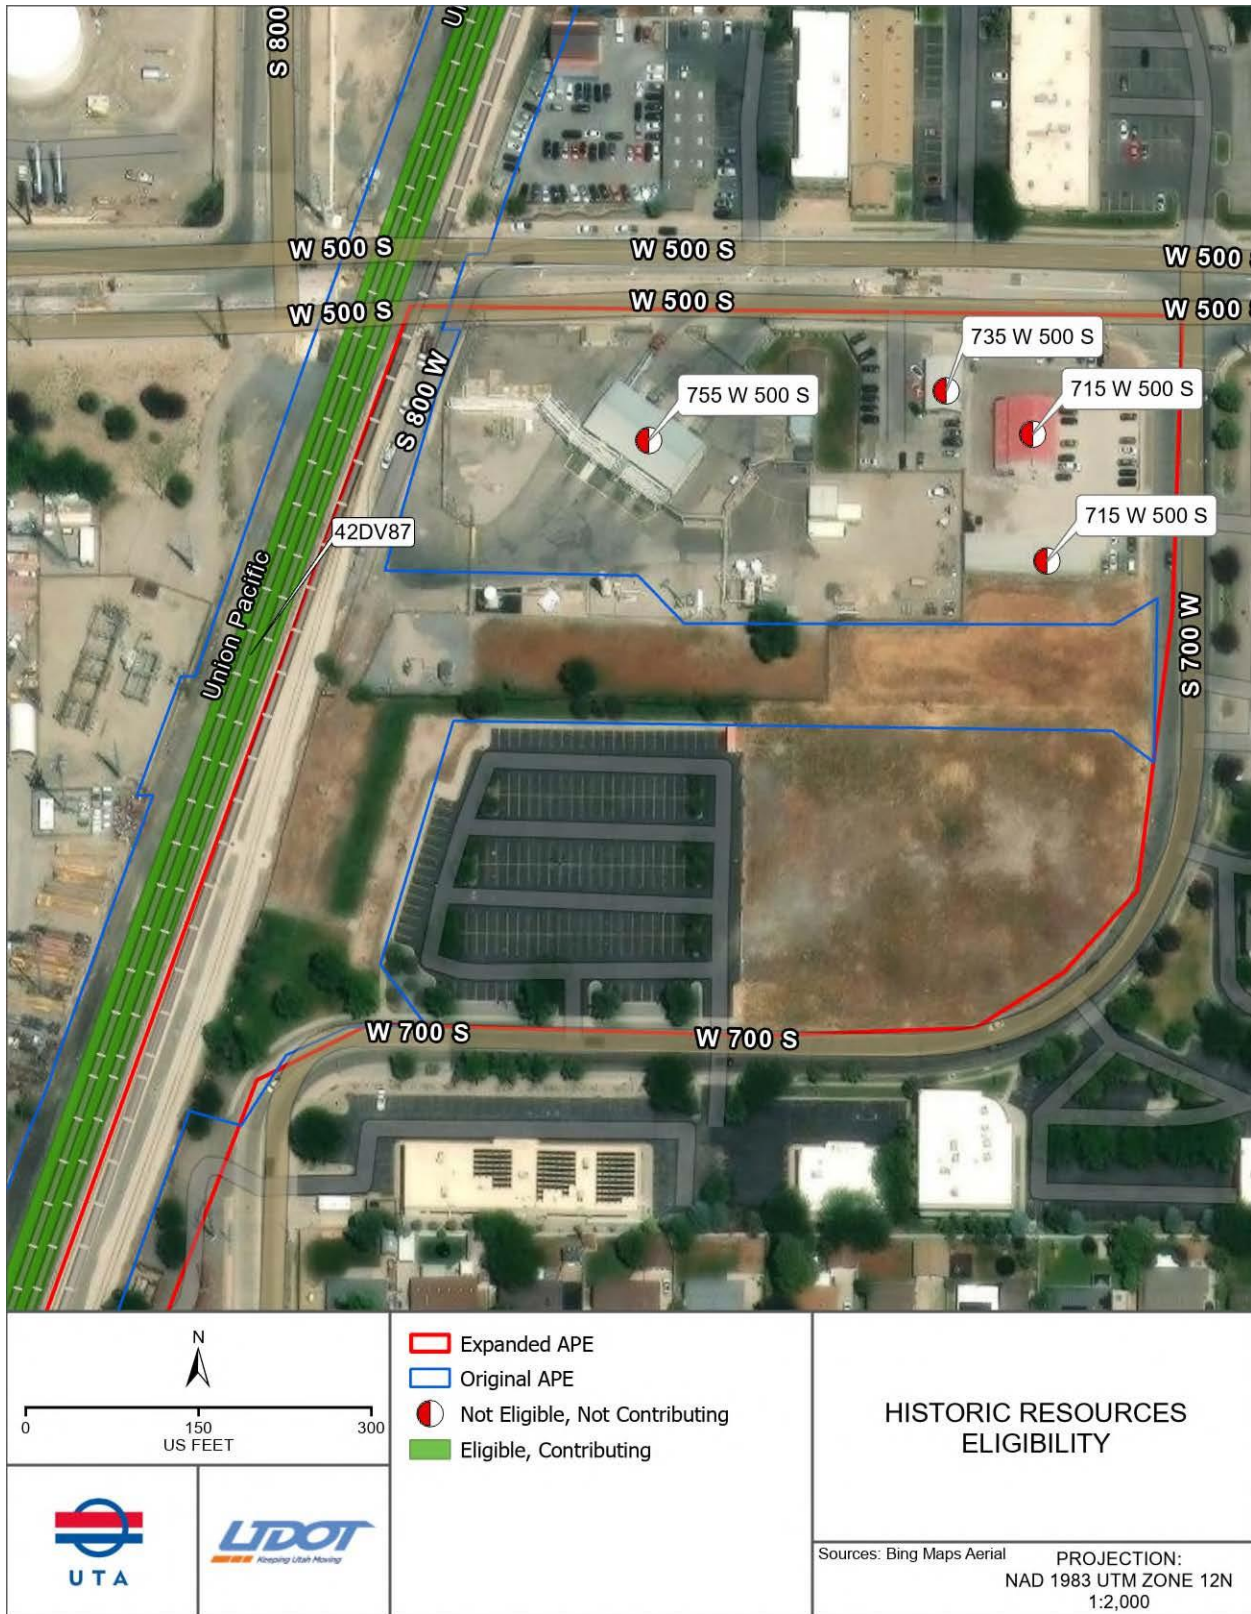 S 800
U
W 500 S
W 500 S
W 500 S
W 500 S
W 500 S
W 500 S
735 W 500 S
S 800 W
755 W 500 S
715 W 500 S
715 W 500 S
42DV87
Union Pacific
S 700 W
W 700 S
W 700 S
N
0 150 300
US FEET
Expanded APE
Original APE
Not Eligible, Not Contributing
Eligible, Contributing
HISTORIC RESOURCES
ELIGIBILITY
UTA
UDOT
Keeping Utah Moving
Sources: Bing Maps Aerial
PROJECTION:
NAD 1983 UTM ZONE 12N
1:2,000